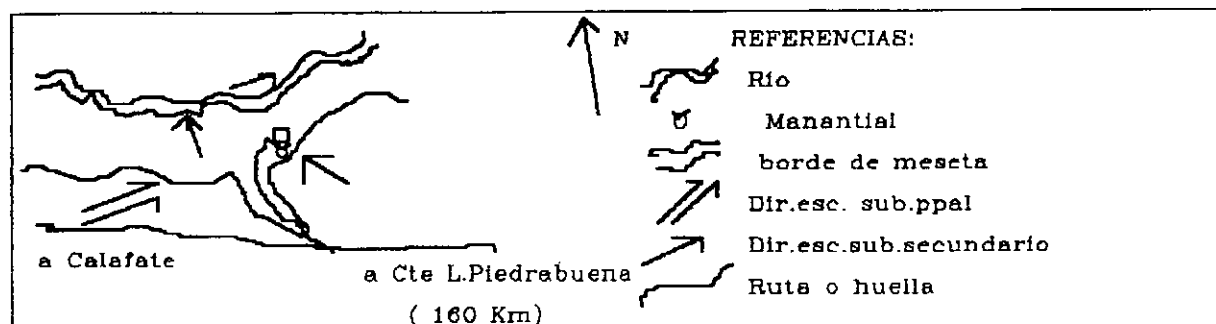 N
REFERENCIAS:
Río
Manantial
borde de meseta
Dir.esc. sub.ppal
Dir.esc.sub.secundario
Ruta o huella
a Calafate
a Cte L.Piedrabuena
( 160 Km)